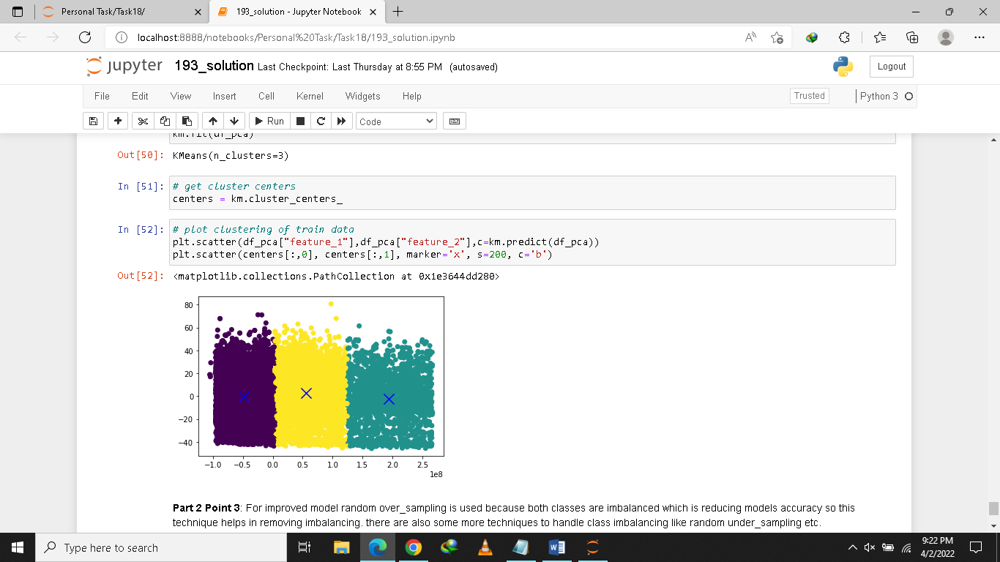 Personal Task/Task18/
193_solution - Jupyter Notebook
localhost:8888/notebooks/Personal%20Task/Task18/193_solution.ipynb
jupyter 193_solution Last Checkpoint: Last Thursday at 8:55 PM (autosaved)
Logout
File Edit View Insert Cell Kernel Widgets Help
Trusted
Python 3
Run
Code
km.fit(df_pca)
Out[50]: KMeans(n_clusters=3)
In [51]: # get cluster centers
centers = km.cluster_centers_
In [52]: # plot clustering of train data
plt.scatter(df_pca["feature_1"],df_pca["feature_2"],c=km.predict(df_pca))
plt.scatter(centers[:,0], centers[:,1], marker='x', s=200, c='b')
Out[52]: <matplotlib.collections.PathCollection at 0x1e3644dd280>
80
60
40
20
0
−20
−40
−1.0 −0.5 0.0 0.5 1.0 1.5 2.0 2.5
1e8
Part 2 Point 3: For improved model random over_sampling is used because both classes are imbalanced which is reducing models accuracy so this
technique helps in removing imbalancing. there are also some more techniques to handle class imbalancing like random under_sampling etc.
Type here to search
9:22 PM
4/2/2022